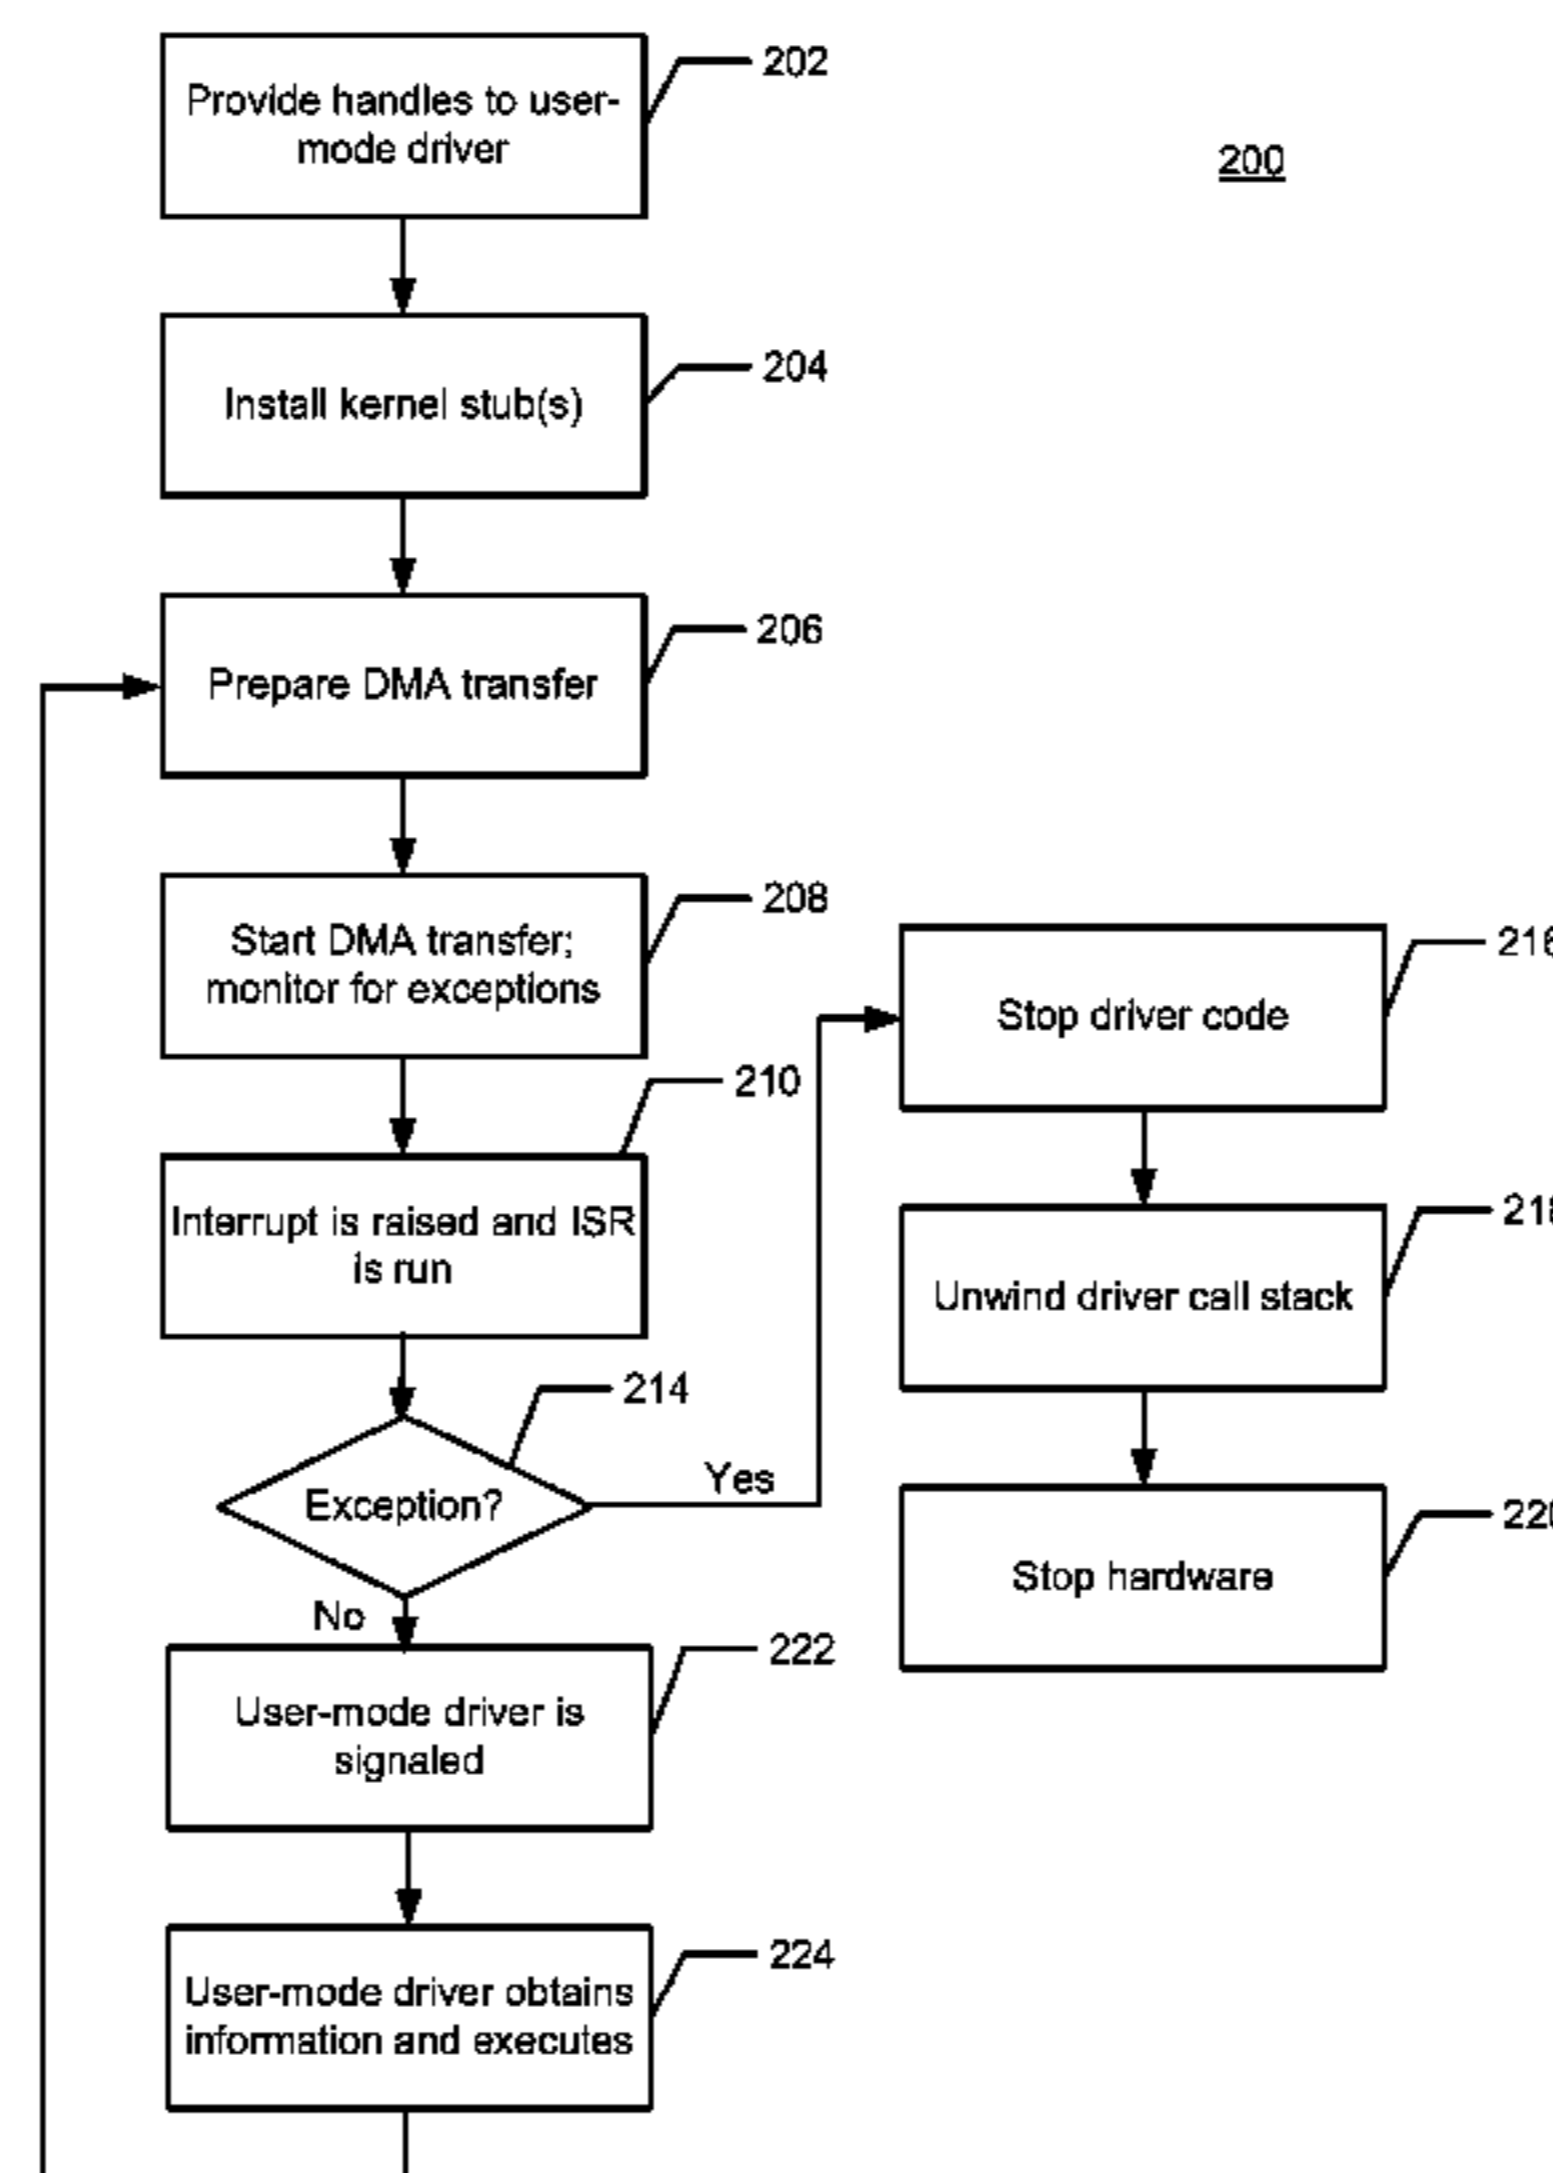 202
Provide handles to user-
mode driver
200
204
Install kernel stub(s)
206
Prepare DMA transfer
208
Start DMA transfer;
monitor for exceptions
210
Interrupt is raised and ISR
is run
214
Exception?
Yes
No
222
User-mode driver is
signaled
224
User-mode driver obtains
information and executes
216
Stop driver code
218
Unwind driver call stack
220
Stop hardware